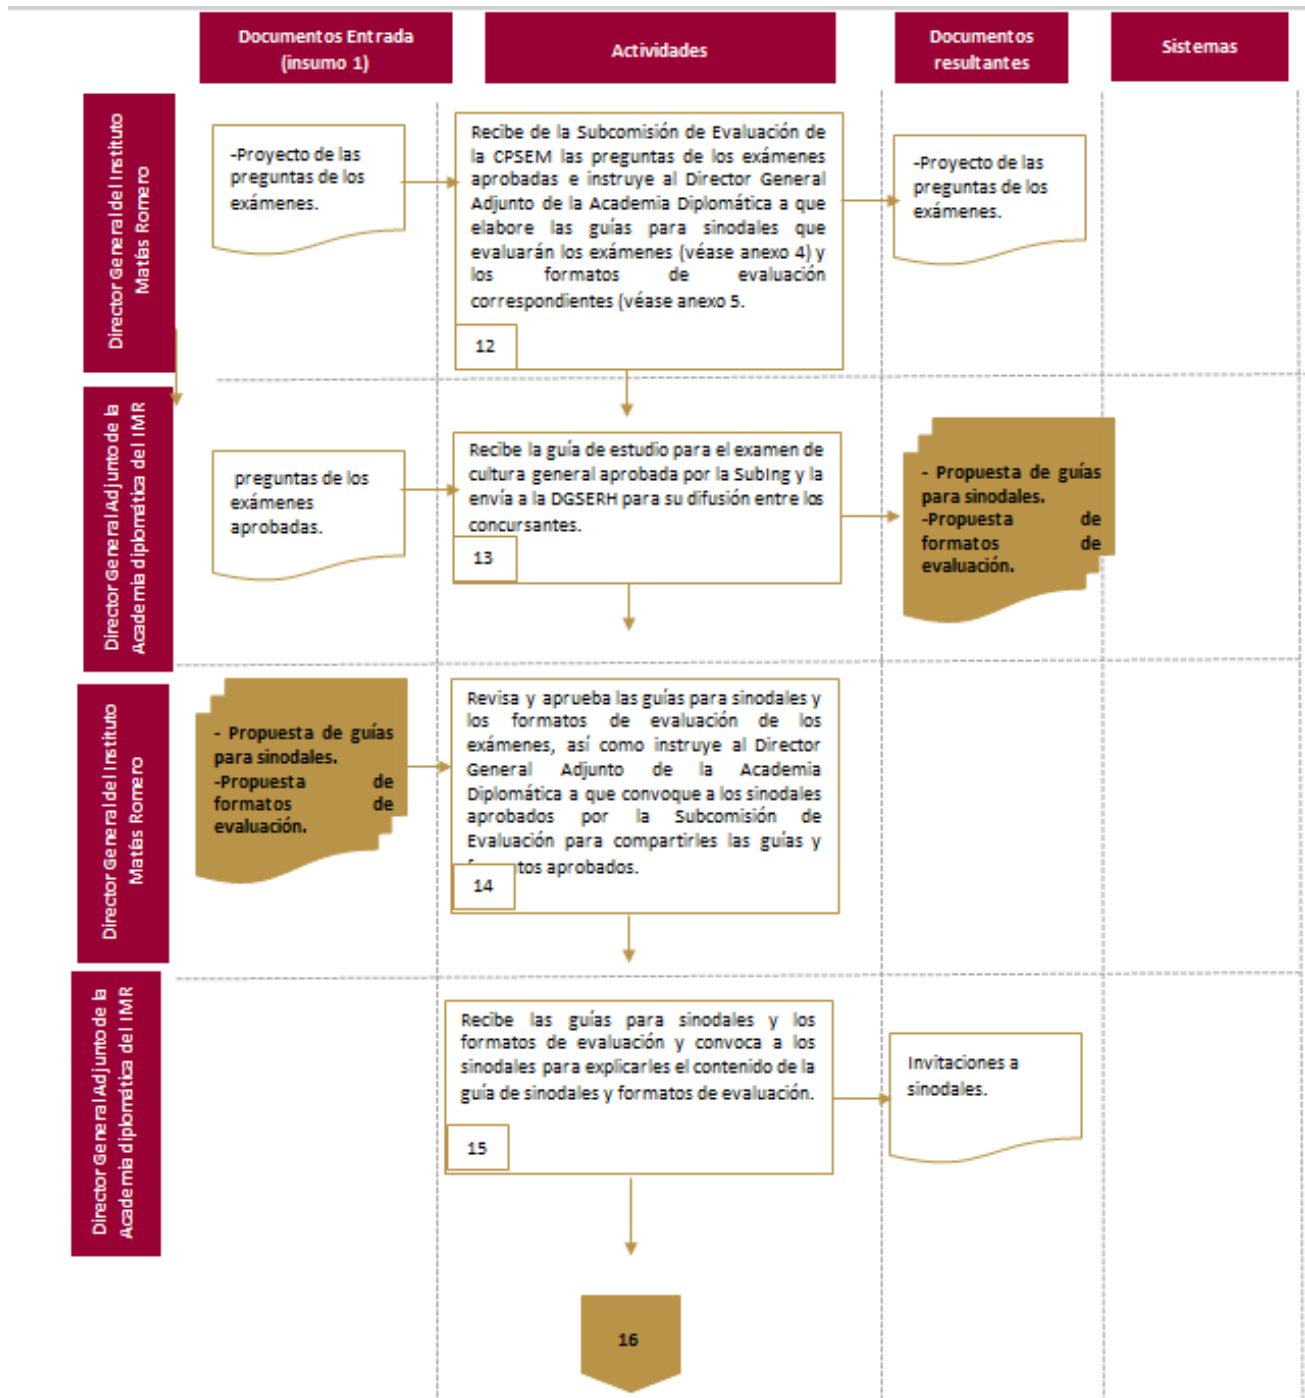 Documentos Entrada
(insumo 1)
Actividades
Documentos
resultantes
Sistemas
Director General del Instituto
Matías Romero
-Proyecto de las
preguntas de los
exámenes.
Recibe de la Subcomisión de Evaluación de
la CPSEM las preguntas de los exámenes
aprobadas e instruye al Director General
Adjunto de la Academia Diplomática a que
elabore las guías para sinodales que
evaluarán los exámenes (véase anexo 4) y
los formatos de evaluación
correspondientes (véase anexo 5.
12
-Proyecto de las
preguntas de los
exámenes.
Director General Adjunto de la
Academia diplomática del IMR
preguntas de los
exámenes
aprobadas.
Recibe la guía de estudio para el examen de
cultura general aprobada por la SubIng y la
envía a la DGSERH para su difusión entre los
concursantes.
13
- Propuesta de guías
para sinodales.
-Propuesta de
formatos de
evaluación.
Director General del Instituto
Matías Romero
- Propuesta de guías
para sinodales.
-Propuesta de
formatos de
evaluación.
Revisa y aprueba las guías para sinodales y
los formatos de evaluación de los
exámenes, así como instruye al Director
General Adjunto de la Academia
Diplomática a que convoque a los sinodales
aprobados por la Subcomisión de
Evaluación para compartirles las guías y
aprobados.
14
Director General Adjunto de la
Academia diplomática del IMR
Recibe las guías para sinodales y los
formatos de evaluación y convoca a los
sinodales para explicarles el contenido de la
guía de sinodales y formatos de evaluación.
15
Invitaciones a
sinodales.
16